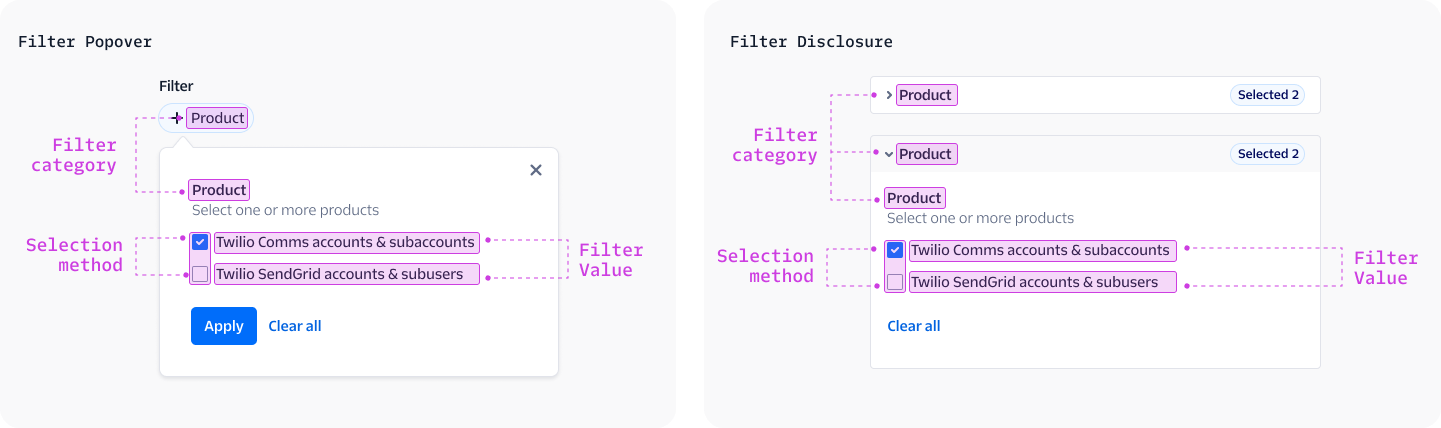 Filter Popover
Filter
Product
Filter
category
Product
Select one or more products
Selection
method
Twilio Comms accounts & subaccounts
Twilio SendGrid accounts & subusers
Filter
Value
Apply
Clear all
Filter Disclosure
Product
Selected 2
Filter
category
Product
Selected 2
Product
Select one or more products
Selection
method
Twilio Comms accounts & subaccounts
Twilio SendGrid accounts & subusers
Filter
Value
Clear all